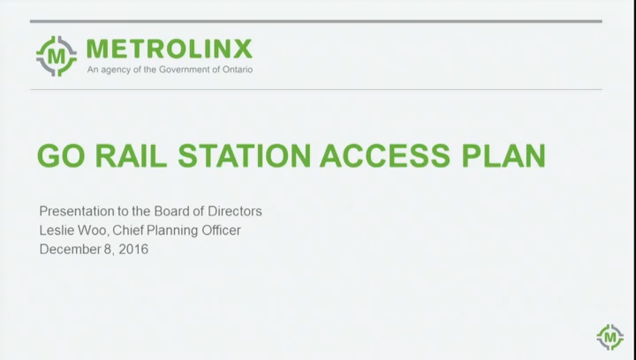 M METROLINX
An agency of the Government of Ontario
GO RAIL STATION ACCESS PLAN
Presentation to the Board of Directors
Leslie Woo, Chief Planning Officer
December 8, 2016
M